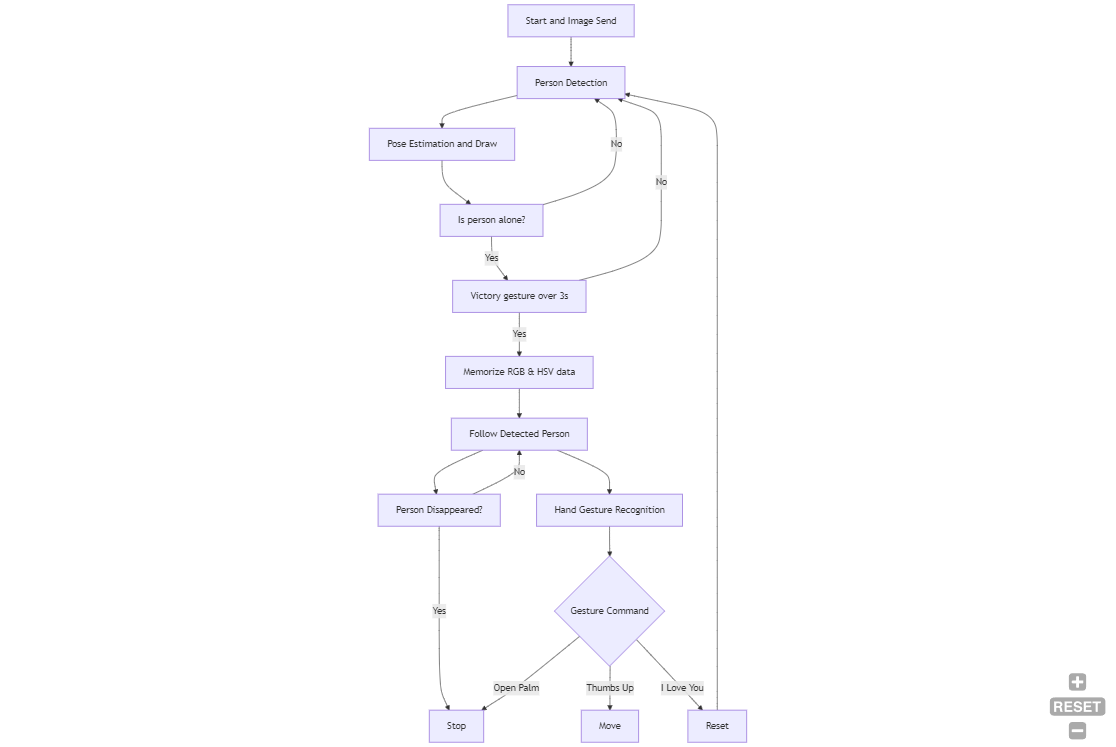 Start and Image Send
Person Detection
Pose Estimation and Draw
No
No
Is person alone?
Yes
Victory gesture over 3s
Yes
Memorize RGB & HSV data
Follow Detected Person
No
Person Disappeared?
Hand Gesture Recognition
Yes
Gesture Command
Open Palm
Thumbs Up
I Love You
Stop
Move
Reset
RESET